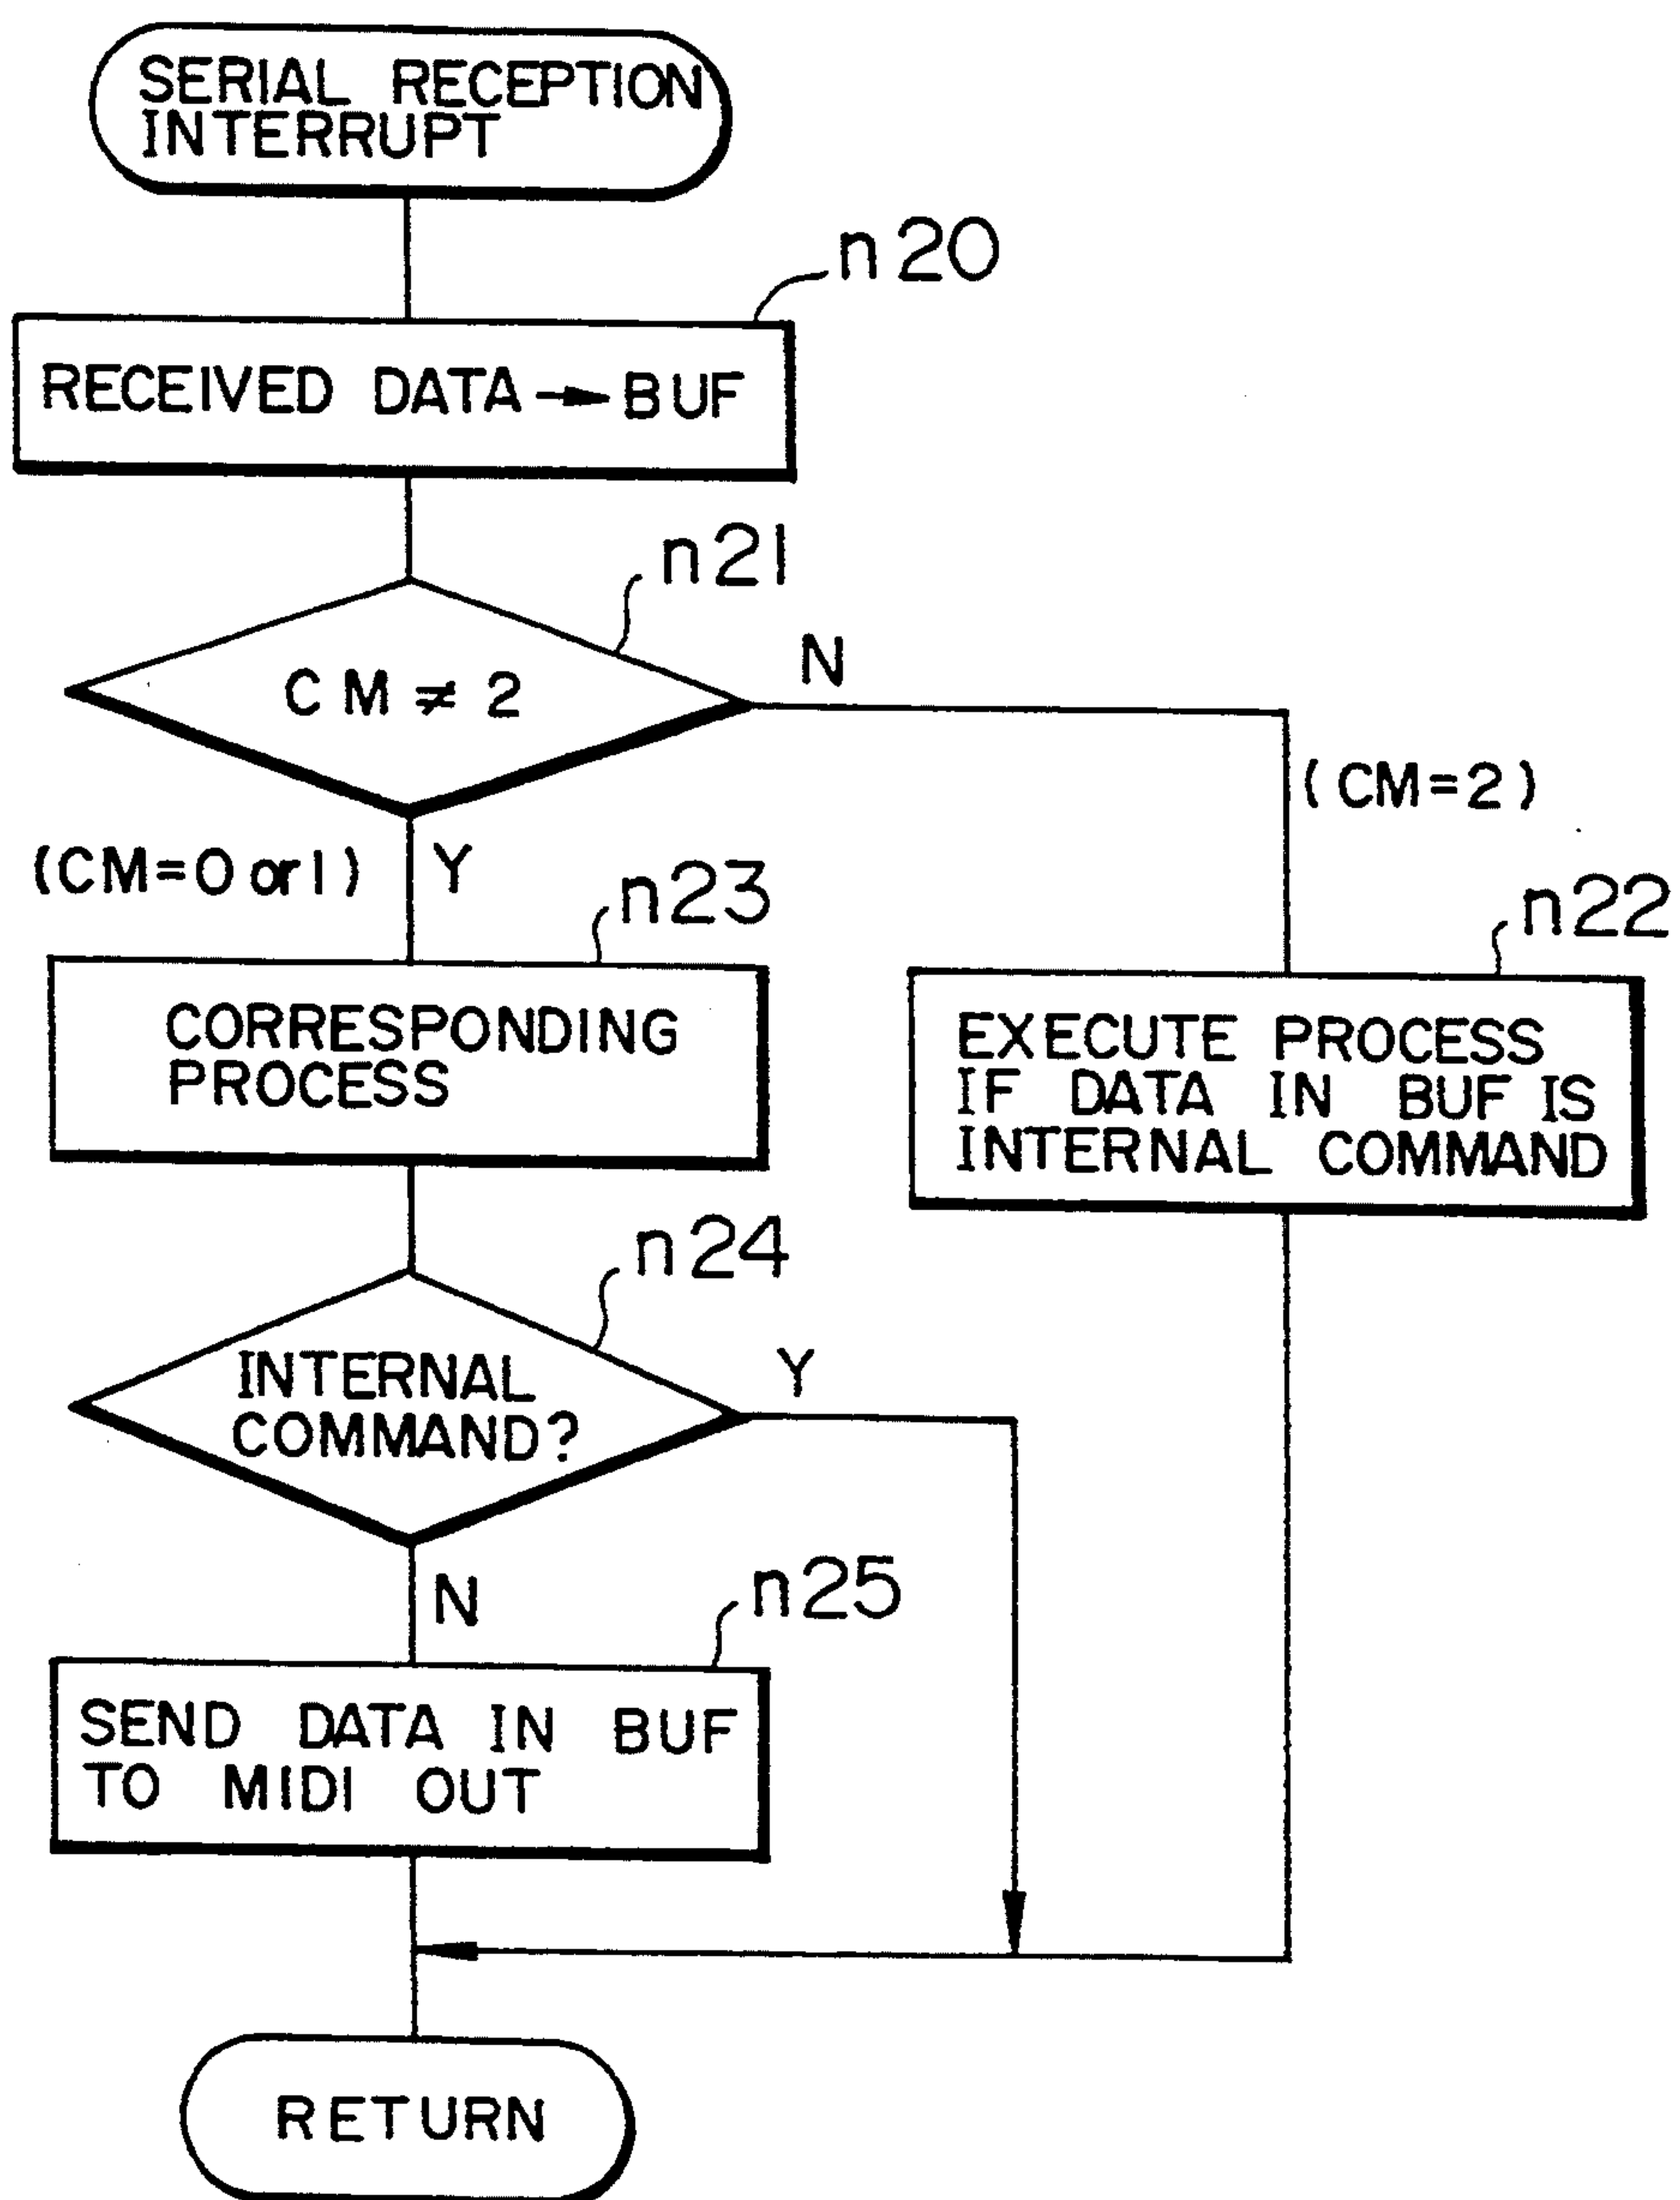 SERIAL RECEPTION
INTERRUPT
n20
RECEIVED DATA → BUF
n21
CM ≠ 2
N
(CM=2)
(CM=0 or 1)
Y
n23
CORRESPONDING
PROCESS
n22
EXECUTE PROCESS
IF DATA IN BUF IS
INTERNAL COMMAND
n24
INTERNAL
COMMAND?
Y
N
n25
SEND DATA IN BUF
TO MIDI OUT
RETURN